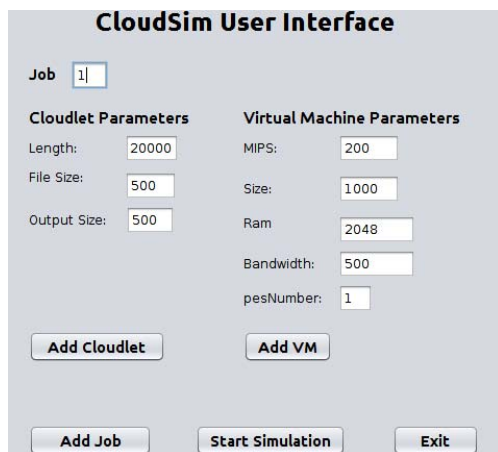 CloudSim User Interface
Job 1
Cloudlet Parameters
Length: 20000
File Size: 500
Output Size: 500
Virtual Machine Parameters
MIPS: 200
Size: 1000
Ram 2048
Bandwidth: 500
pesNumber: 1
Add Cloudlet
Add VM
Add Job
Start Simulation
Exit